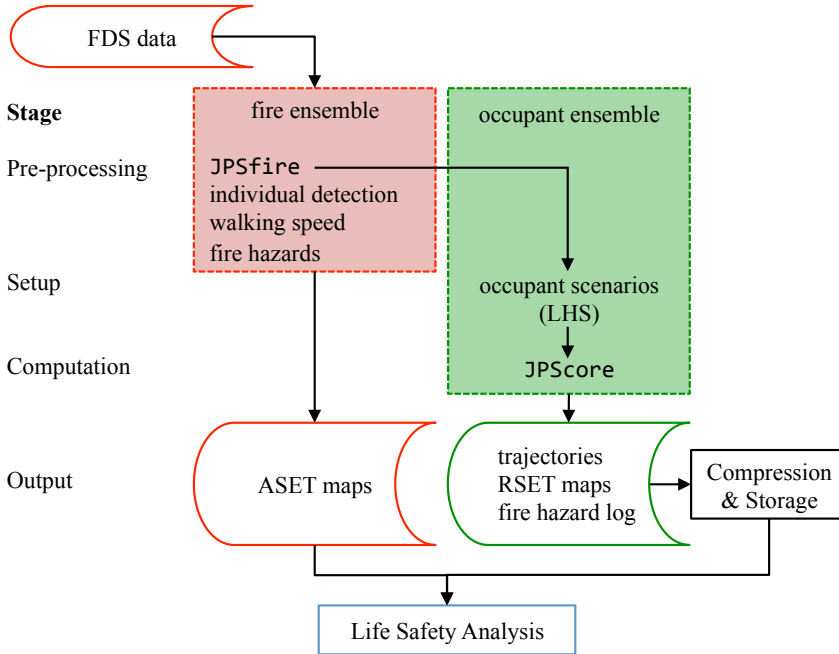 FDS data
Stage
fire ensemble
occupant ensemble
Pre-processing
JPSfire
individual detection
walking speed
fire hazards
Setup
occupant scenarios
(LHS)
Computation
JPScore
Output
ASET maps
trajectories
RSET maps
fire hazard log
Compression
& Storage
Life Safety Analysis